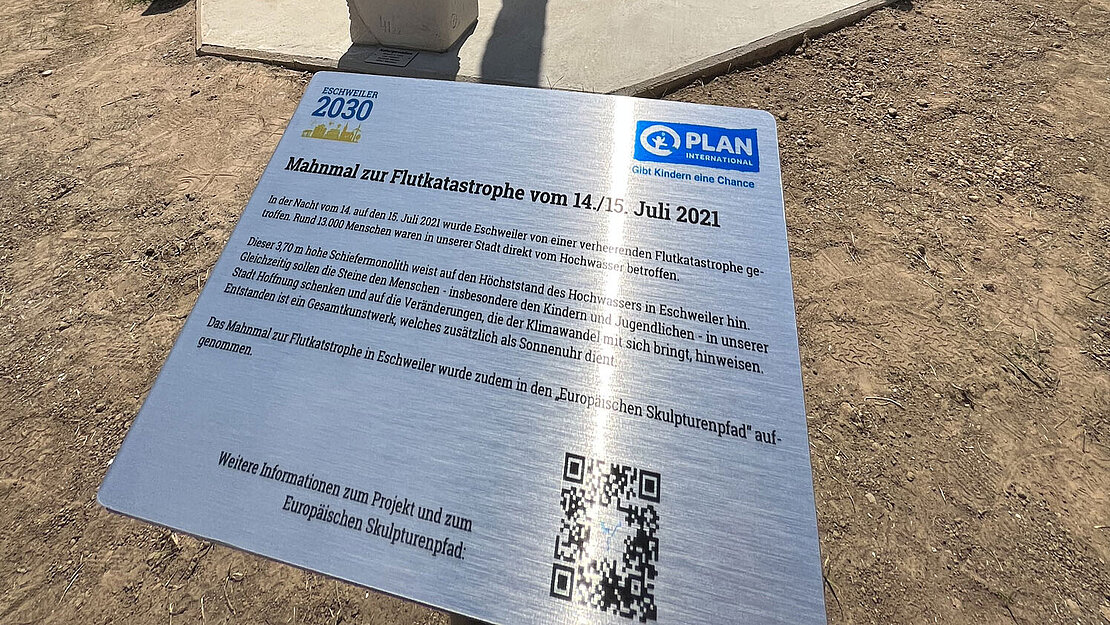 ESCHWEILER
2030
PLAN
INTERNATIONAL
Gibt Kindern eine Chance
Mahnmal zur Flutkatastrophe vom 14./15. Juli 2021
In der Nacht vom 14. auf den 15. Juli 2021 wurde Eschweiler von einer verheerenden Flutkatastrophe ge-
troffen. Rund 13.000 Menschen waren in unserer Stadt direkt vom Hochwasser betroffen.
Dieser 3,70 m hohe Schiefermonolith weist auf den Höchststand des Hochwassers in Eschweiler hin.
Gleichzeitig sollen die Steine den Menschen - insbesondere den Kindern und Jugendlichen - in unserer
Stadt Hoffnung schenken und auf die Veränderungen, die der Klimawandel mit sich bringt, hinweisen.
Entstanden ist ein Gesamtkunstwerk, welches zusätzlich als Sonnenuhr dient.
Das Mahnmal zur Flutkatstrophe in Eschweiler wurde zudem in den „Europäischen Skulpturenpfad" auf-
genommen.
Weitere Informationen zum Projekt und zum
Europäischen Skulpturenpfad: